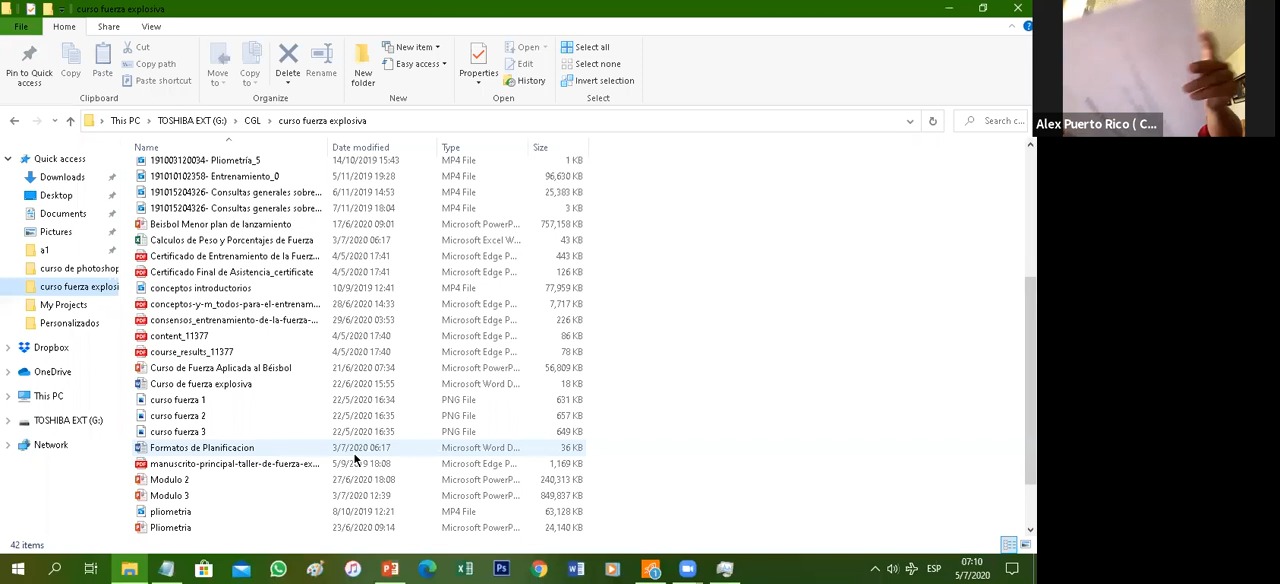 curso fuerza explosiva
File Home Share View
Pin to Quick access
Copy
Paste
Cut
Copy path
Paste shortcut
Move to
Copy to
Delete
Rename
New folder
New item
Easy access
Properties
Open
Edit
History
Select all
Select none
Invert selection
Clipboard Organize New Open Select
This PC > TOSHIBA EXT (G:) > CGL > curso fuerza explosiva
Search c...
Name Date modified Type Size
Quick access
Downloads
Desktop
Documents
Pictures
a1
curso de photoshop
curso fuerza explosi
My Projects
Personalizados
Dropbox
OneDrive
This PC
TOSHIBA EXT (G:)
Network
191003120034- Pliometría_5 14/10/2019 15:43 MP4 File 1 KB
191010102358- Entrenamiento_0 5/11/2019 19:28 MP4 File 96,630 KB
191015204326- Consultas generales sobre... 6/11/2019 14:53 MP4 File 25,383 KB
191015204326- Consultas generales sobre... 7/11/2019 18:04 MP4 File 3 KB
Beisbol Menor plan de lanzamiento 17/6/2020 09:01 Microsoft PowerP... 757,158 KB
Calculos de Peso y Porcentajes de Fuerza 3/7/2020 06:17 Microsoft Excel W... 43 KB
Certificado de Entrenamiento de la Fuerz... 4/5/2020 17:41 Microsoft Edge P... 443 KB
Certificado Final de Asistencia_certificate 4/5/2020 17:41 Microsoft Edge P... 126 KB
conceptos introductorios 10/9/2019 12:41 MP4 File 77,959 KB
conceptos-y-m_todos-para-el-entrenam... 28/6/2020 14:33 Microsoft Edge P... 7,717 KB
consensos_entrenamiento-de-la-fuerza-... 29/6/2020 03:53 Microsoft Edge P... 226 KB
content_11377 4/5/2020 17:40 Microsoft Edge P... 86 KB
course_results_11377 4/5/2020 17:40 Microsoft Edge P... 78 KB
Curso de Fuerza Aplicada al Béisbol 21/6/2020 07:34 Microsoft PowerP... 56,809 KB
Curso de fuerza explosiva 22/6/2020 15:55 Microsoft Word D... 18 KB
curso fuerza 1 22/5/2020 16:34 PNG File 631 KB
curso fuerza 2 22/5/2020 16:35 PNG File 657 KB
curso fuerza 3 22/5/2020 16:35 PNG File 649 KB
Formatos de Planificacion 3/7/2020 06:17 Microsoft Word D... 36 KB
manuscrito-principal-taller-de-fuerza-ex... 18:08 Microsoft Edge P... 1,169 KB
Modulo 2 27/6/2020 18:08 Microsoft PowerP... 240,313 KB
Modulo 3 3/7/2020 12:39 Microsoft PowerP... 849,837 KB
pliometria 8/10/2019 12:21 MP4 File 63,128 KB
Pliometria 23/6/2020 09:14 Microsoft PowerP... 24,140 KB
42 items
Alex Puerto Rico ( C...
ESP
07:10
5/7/2020